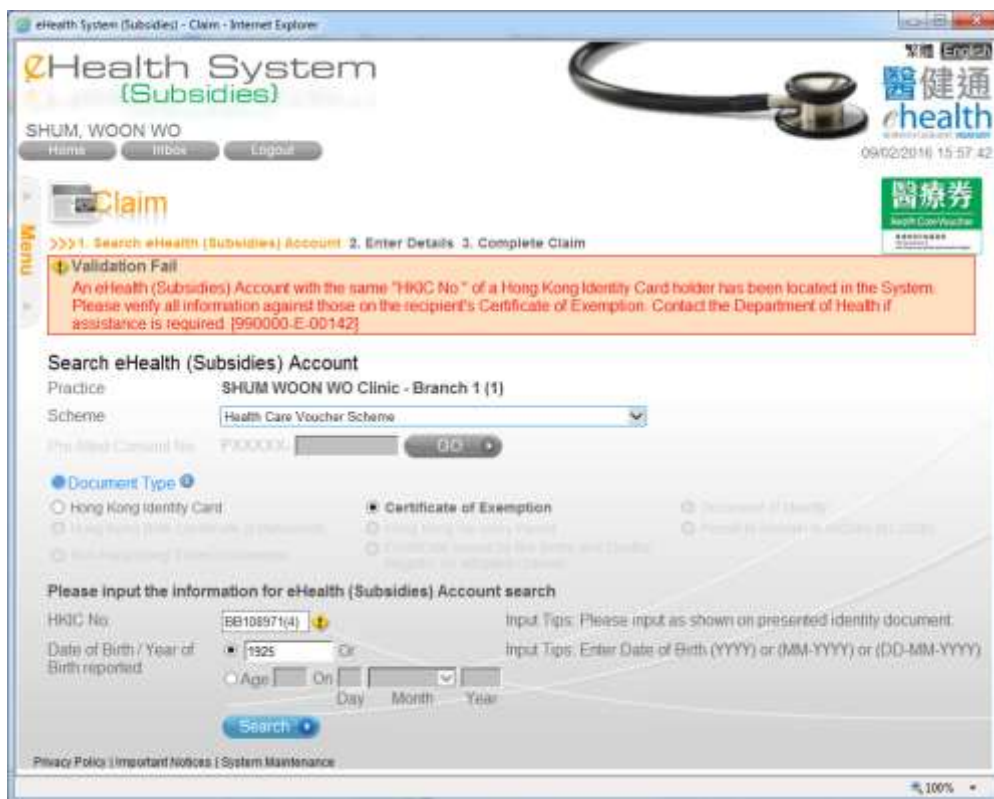 eHealth System (Subsidies) - Claim - Internet Explorer
繁體 English
eHealth System
(Subsidies)
醫健通
ehealth
SHUM, WOON WO
Home Inbox Logout
09/02/2016 15:57:42
Claim
醫療券
Health Care Voucher
Menu
>>>1. Search eHealth (Subsidies) Account 2. Enter Details 3. Complete Claim
Validation Fail
An eHealth (Subsidies) Account with the same "HKIC No." of a Hong Kong Identity Card holder has been located in the System.
Please verify all information against those on the recipient's Certificate of Exemption. Contact the Department of Health if
assistance is required. [990000-E-00142]
Search eHealth (Subsidies) Account
Practice SHUM WOON WO Clinic - Branch 1 (1)
Scheme Health Care Voucher Scheme
GO
Document Type
Hong Kong Identity Card Certificate of Exemption Document of Identity
Please input the information for eHealth (Subsidies) Account search
HKIC No. BB108971(4) Input Tips: Please input as shown on presented identity document.
Date of Birth / Year of 1925 Or Input Tips: Enter Date of Birth (YYYY) or (MM-YYYY) or (DD-MM-YYYY)
Birth reported Age On
Day Month Year
Search
Privacy Policy | Important Notices | System Maintenance
100%